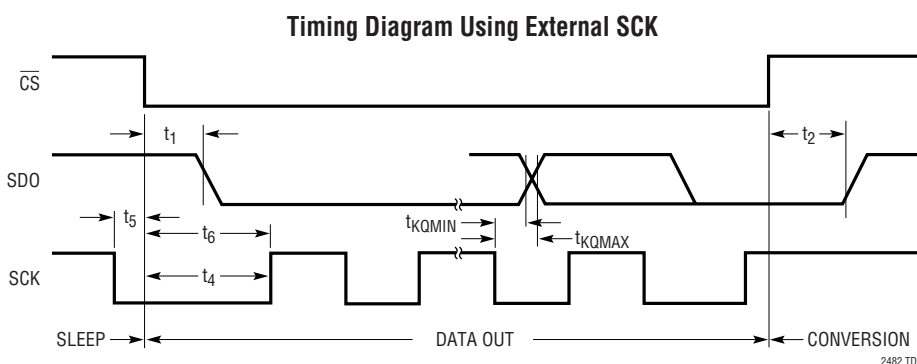 Timing Diagram Using External SCK
CS
t1
t2
SDO
t5
t6
tKQMIN
tKQMAX
SCK
t4
SLEEP
DATA OUT
CONVERSION
2482 TD